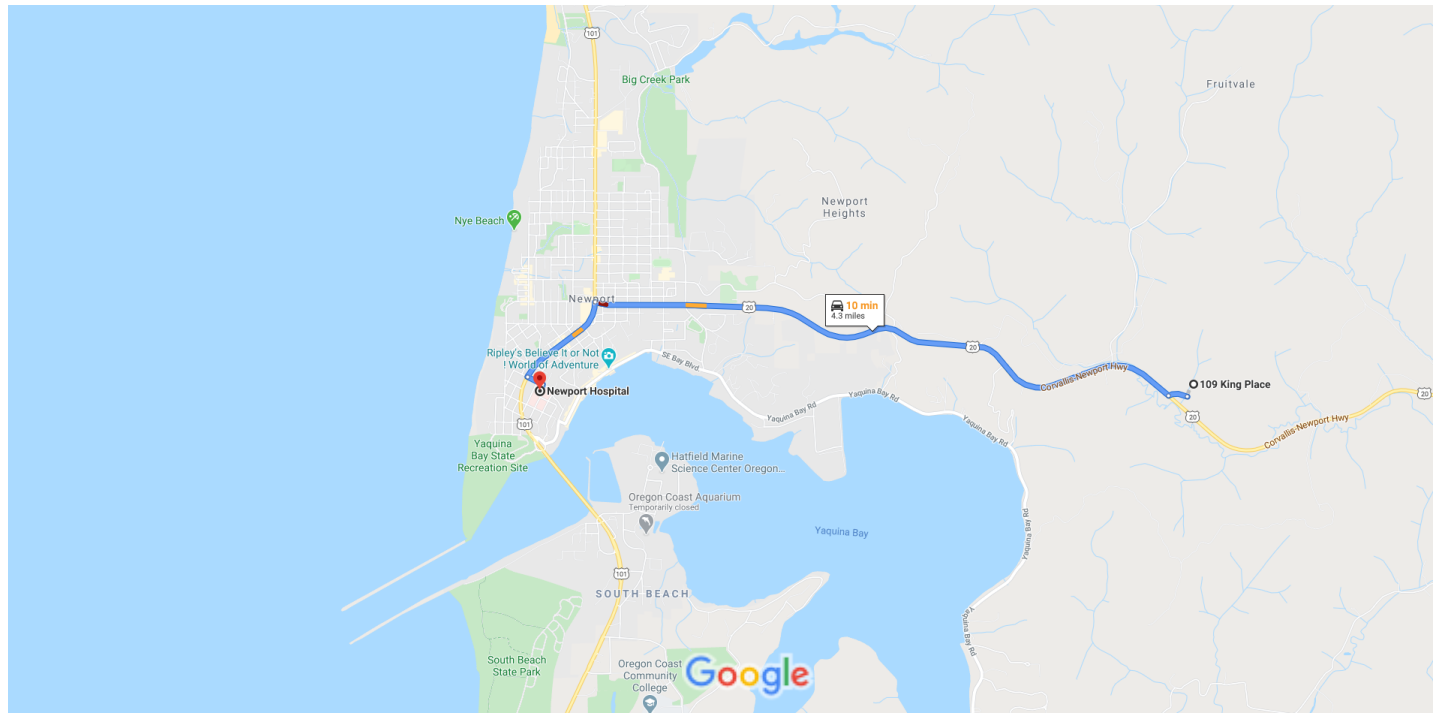 101
Big Creek Park
Fruitvale
Newport
Heights
Nye Beach
Newport
20
10 min
4.3 miles
20
Ripley's Believe It or Not
! World of Adventure
SE Bay Blvd
Corvallis-Newport Hwy
109 King Place
Newport Hospital
20
20
Yaquina Bay Rd
Yaquina Bay Rd
Yaquina Bay Rd
Corvallis-Newport Hwy
101
Yaquina
Bay State
Recreation Site
Hatfield Marine
Science Center Oregon...
Oregon Coast Aquarium
Temporarily closed
Yaquina Bay
Yaquina Bay Rd
101
SOUTH BEACH
Yaquina Bay Rd
South Beach
State Park
Oregon Coast
Community
College
Google